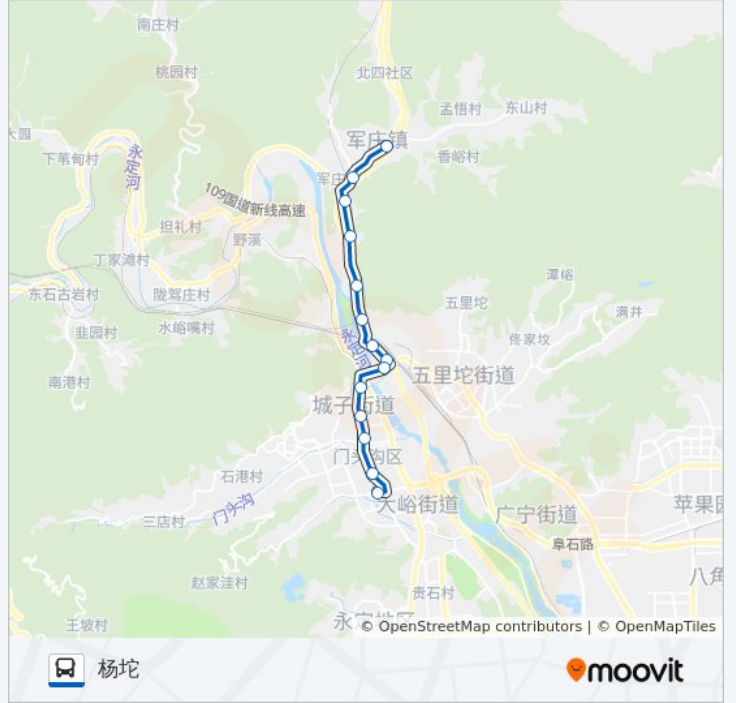 南庄村
桃园村
北四社区
孟悟村
东山村
大园
军庄镇
下苇甸村
永定河
香峪村
军庄
109国道新线高速
担礼村
野溪
丁家滩村
潭峪
东石古岩村
陇驾庄村
五里坨
满井
韭园村
水峪嘴村
永定河
佟家坟
南港村
五里坨街道
城子街道
门头沟区
石港村
大峪街道
苹果园
三店村
门头沟
广宁街道
阜石路
赵家洼村
贵石村
八角
王坡村
永定地区
© OpenStreetMap contributors | © OpenMapTiles
杨坨
moovit